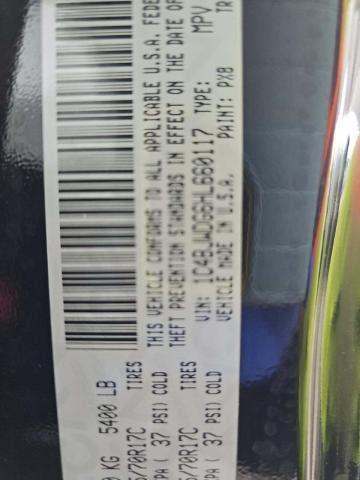 0 KG 5400 LB
5/70R17C TIRES
PA ( 37 PSI) COLD
THIS VEHICLE CONFORMS TO ALL APPLICABLE U.S.A. FEDE
THEFT PREVENTION STANDARDS IN EFFECT ON THE DATE OF
VIN: 1C4BJWDG6HL660117 TYPE: MPV
VEHICLE MADE IN U.S.A. PAINT: PX8 TR
5/70R17C TIRES
PA ( 37 PSI) COLD